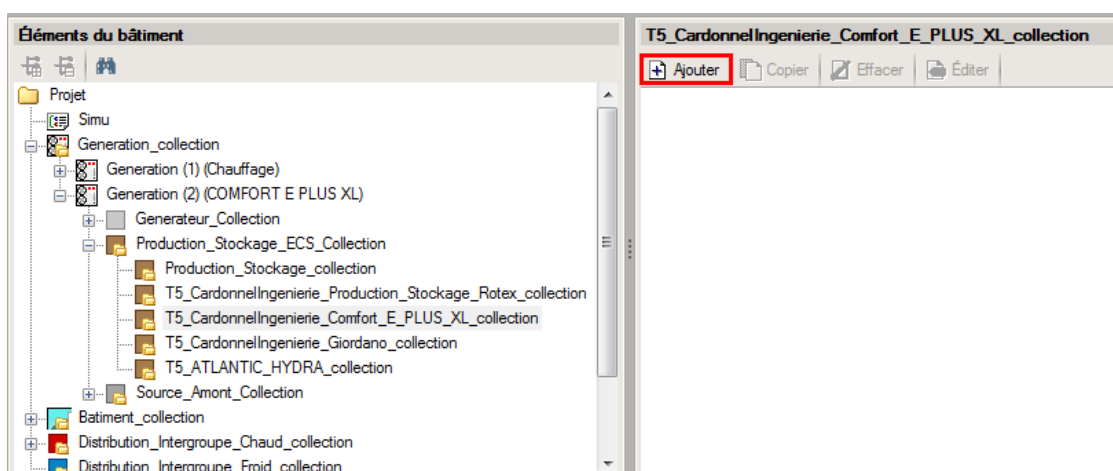 Éléments du bâtiment
Projet
Simu
Generation_collection
Generation (1) (Chauffage)
Generation (2) (COMFORT E PLUS XL)
Generateur_Collection
Production_Stockage_ECS_Collection
Production_Stockage_collection
T5_CardonnelIngenierie_Production_Stockage_Rotex_collection
T5_CardonnelIngenierie_Comfort_E_PLUS_XL_collection
T5_CardonnelIngenierie_Giordano_collection
T5_ATLANTIC_HYDRA_collection
Source_Amont_Collection
Batiment_collection
Distribution_Intergroupe_Chaud_collection
Distribution_Intergroupe_Froid_collection
T5_CardonnelIngenierie_Comfort_E_PLUS_XL_collection
Ajouter Copier Effacer Éditer